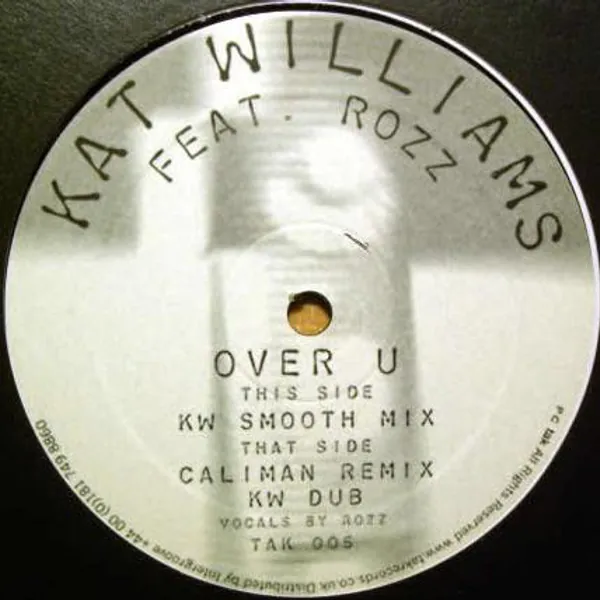 KAT WILLIAMS
FEAT. ROZZ
OVER U
THIS SIDE
KW SMOOTH MIX
THAT SIDE
CALIMAN REMIX
KW DUB
VOCALS BY ROZZ
TAK 005
P C tak All Rights Reserved www.takrecords.co.uk Distributed by Intergroove +44 00 (0)181 749 8860